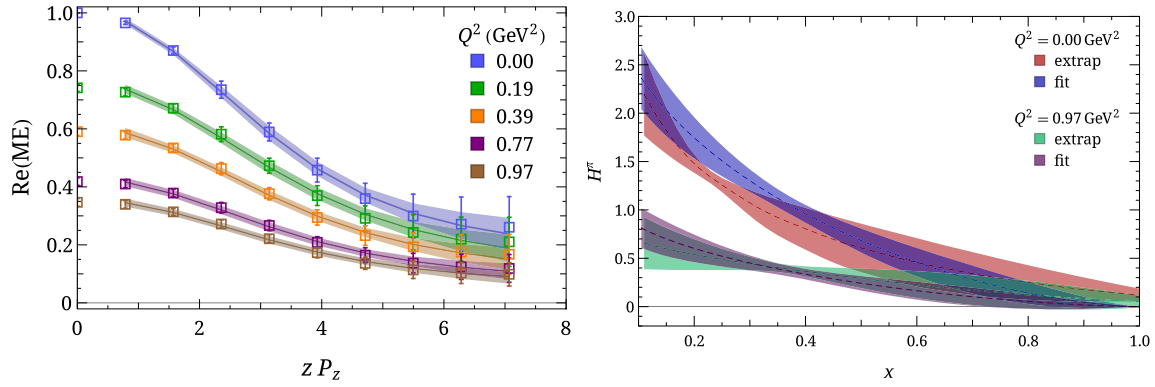 1.0
0.8
0.6
0.4
0.2
0
0
2
4
6
8
Re(ME)
z P_z
Q² (GeV²)
0.00
0.19
0.39
0.77
0.97
3.0
2.5
2.0
1.5
1.0
0.5
0
0.2
0.4
0.6
0.8
1.0
H^π
x
Q² = 0.00 GeV²
extrap
fit
Q² = 0.97 GeV²
extrap
fit